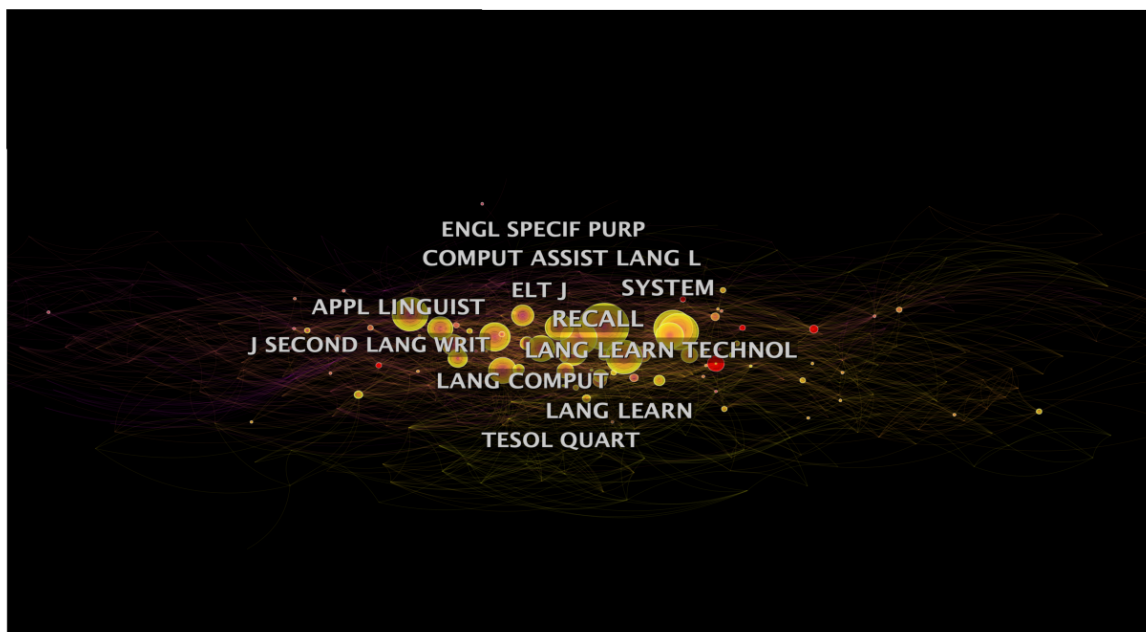 ENGL SPECIF PURP
COMPUT ASSIST LANG L
ELT J
SYSTEM
APPL LINGUIST
RECALL
J SECOND LANG WRIT
LANG LEARN TECHNOL
LANG COMPUT
LANG LEARN
TESOL QUART